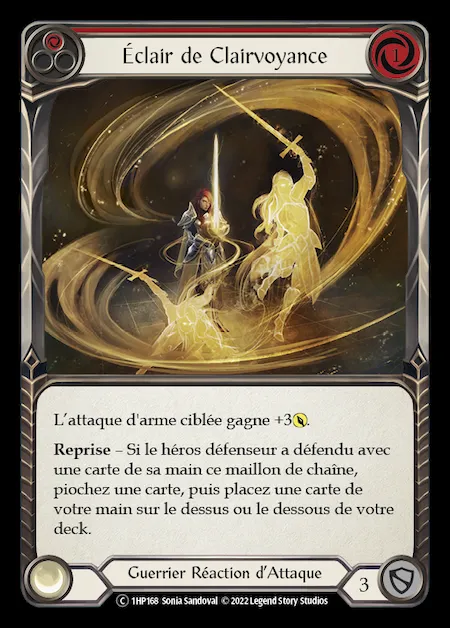 Éclair de Clairvoyance
1
L'attaque d'arme ciblée gagne +3.
Reprise – Si le héros défenseur a défendu avec
une carte de sa main ce maillon de chaîne,
piochez une carte, puis placez une carte de
votre main sur le dessus ou le dessous de votre
deck.
Guerrier Réaction d'Attaque
3
C 1HP168 Sonia Sandoval © 2022 Legend Story Studios